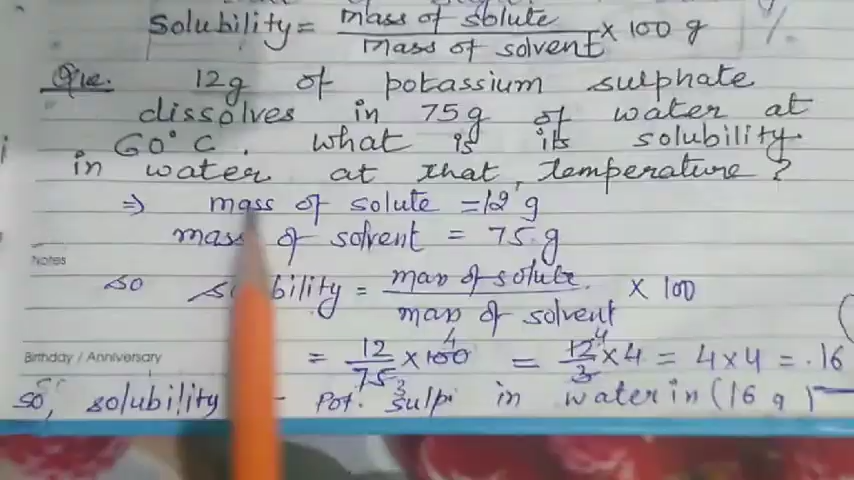 Solubility = Mass of solute / Mass of solvent × 100 g
Que. 12g of potassium sulphate
dissolves in 75g of water at
60° C. What is its solubility
in water at that temperature?
⇒ mass of solute = 12 g
mass of solvent = 75 g
Notes
so bility = mass of solute / mass of solvent × 100
Birthday / Anniversary
= 12/75 3 × 100 4 = 12 4/3 × 4 = 4 × 4 = 16
so, solubility Pot. sulp in water in (16 g)